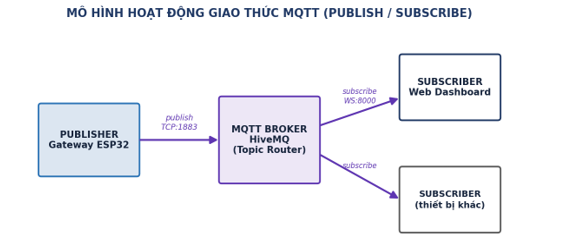 MÔ HÌNH HOẠT ĐỘNG GIAO THỨC MQTT (PUBLISH / SUBSCRIBE)
PUBLISHER
Gateway ESP32
publish
TCP:1883
MQTT BROKER
HiveMQ
(Topic Router)
subscribe
WS:8000
SUBSCRIBER
Web Dashboard
subscribe
SUBSCRIBER
(thiết bị khác)